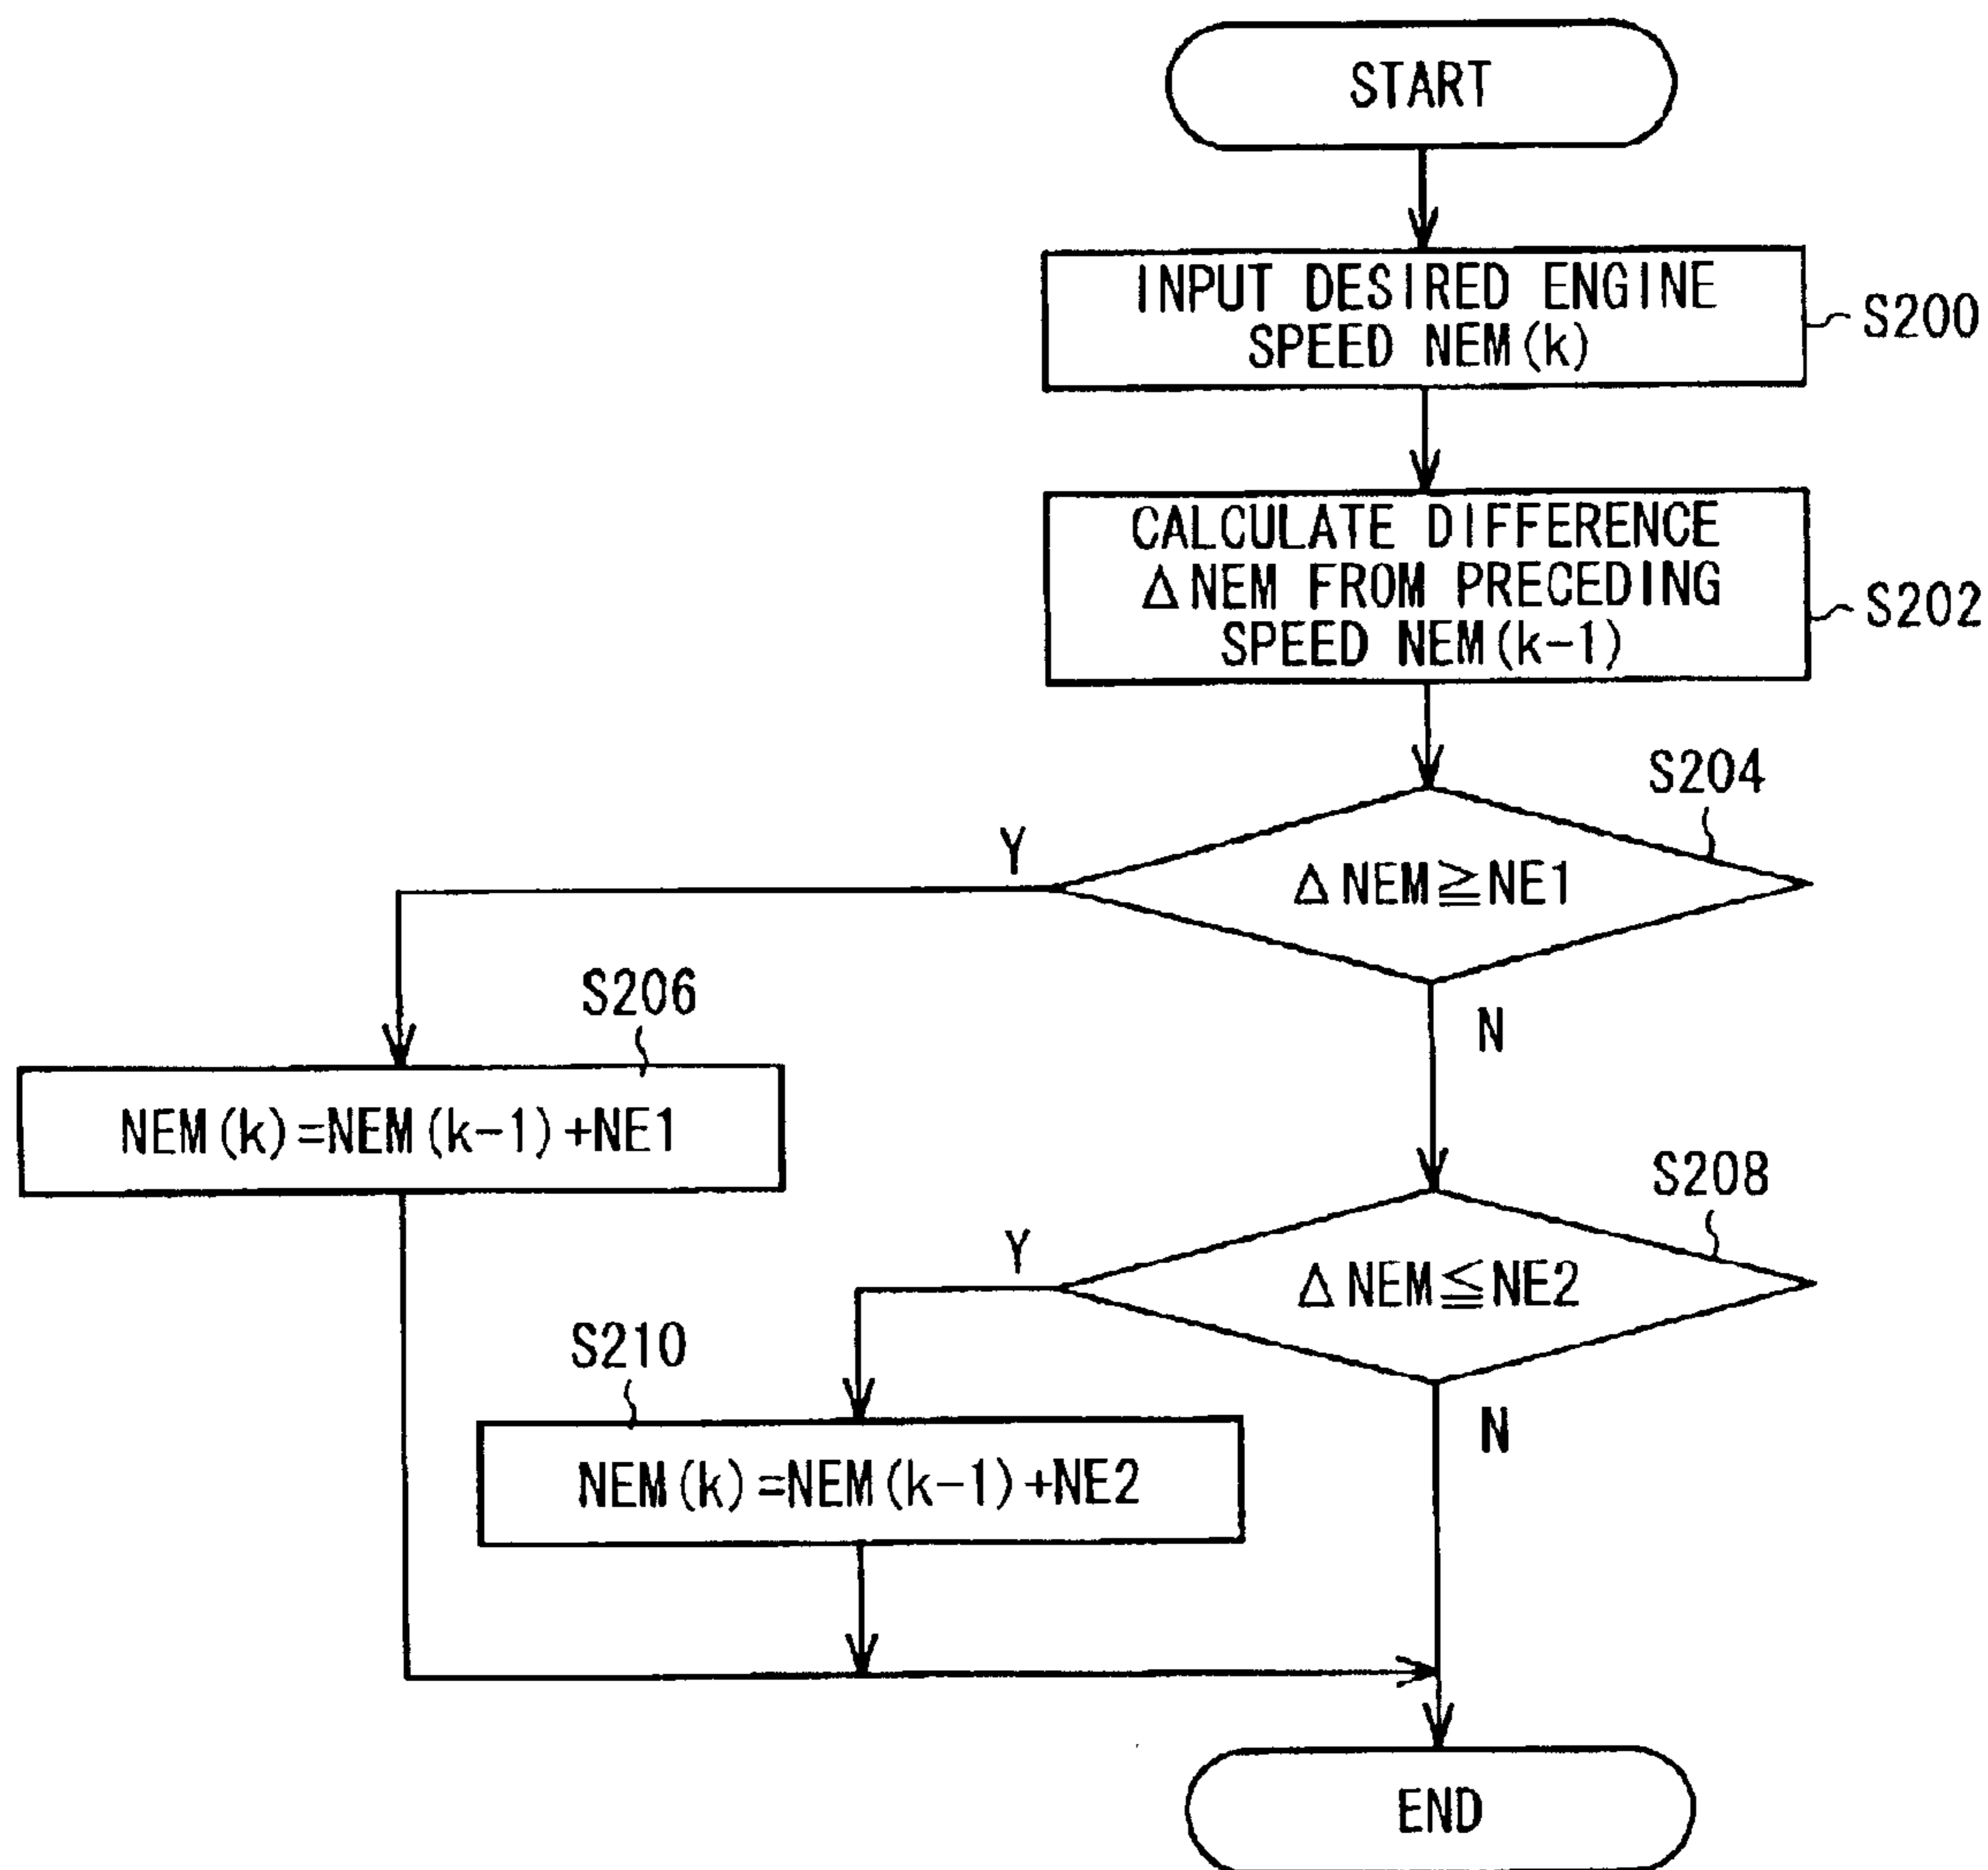 START
INPUT DESIRED ENGINE
SPEED NEM(k)
S200
CALCULATE DIFFERENCE
ΔNEM FROM PRECEDING
SPEED NEM(k-1)
S202
S204
ΔNEM≧NE1
Y
N
S206
NEM(k)=NEM(k-1)+NE1
S208
ΔNEM≦NE2
Y
N
S210
NEM(k)=NEM(k-1)+NE2
END